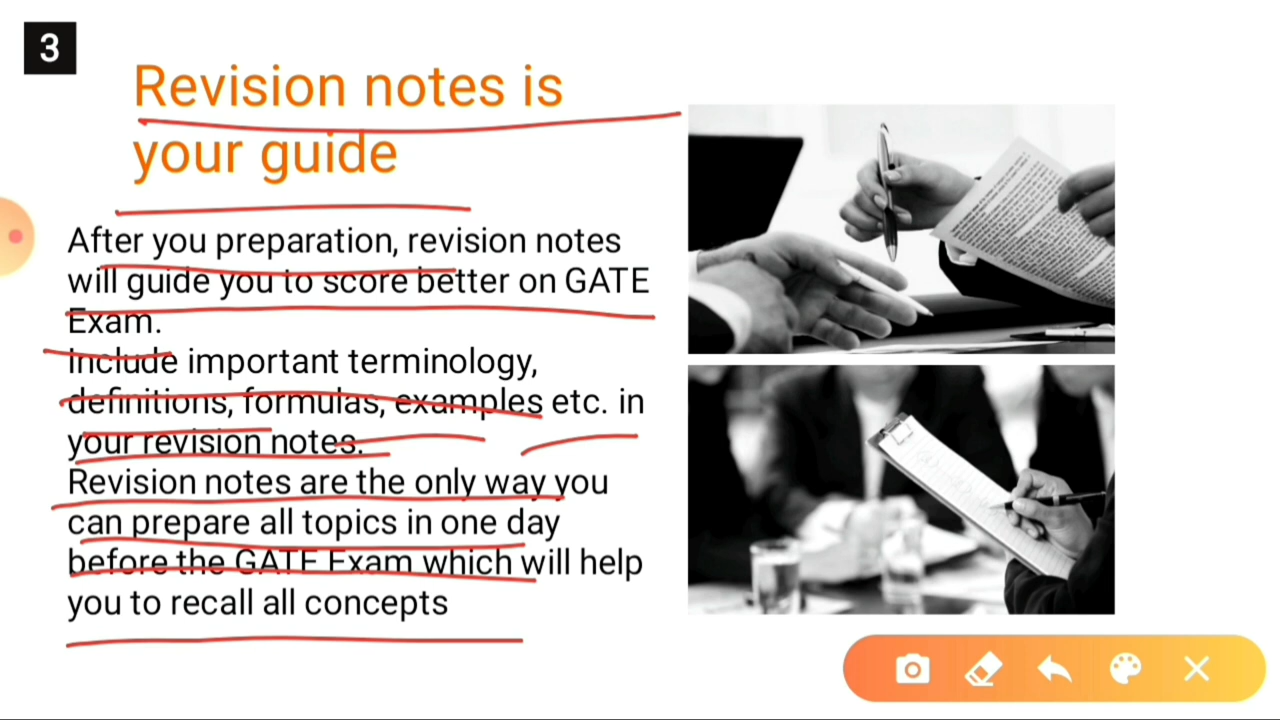 3
Revision notes is
your guide
After you preparation, revision notes
will guide you to score better on GATE
Exam.
Include important terminology,
definitions, formulas, examples etc. in
your revision notes.
Revision notes are the only way you
can prepare all topics in one day
before the GATE Exam which will help
you to recall all concepts